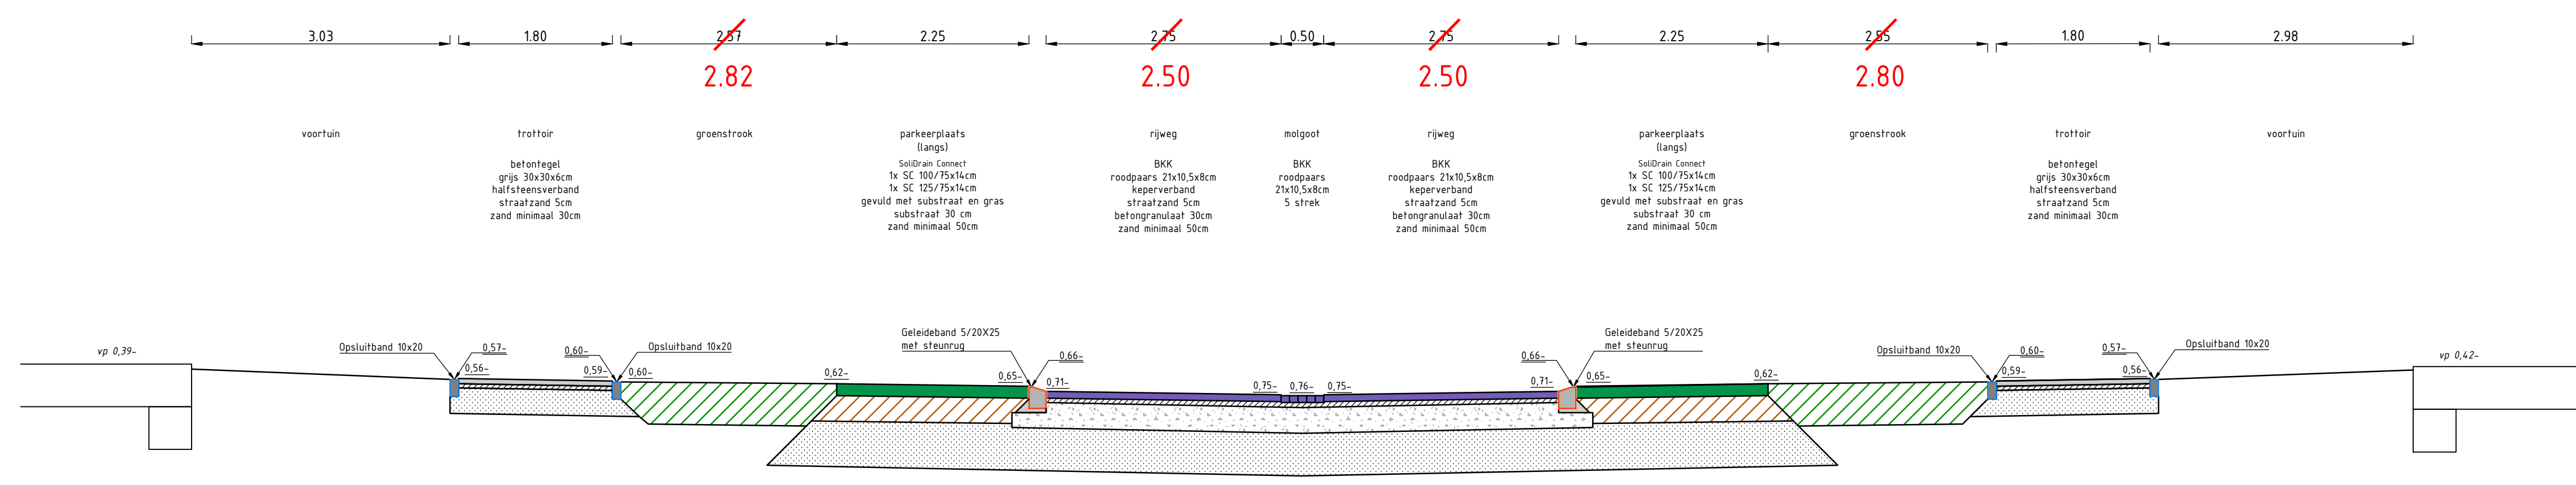 3.03 1.80 2.57 2.25 2.75 0.50 2.75 2.25 2.55 1.80 2.98
2.82 2.50 2.50 2.80
voortuin
trottoir
betontegel
grijs 30x30x6cm
halfsteensverband
straatzand 5cm
zand minimaal 30cm
groenstrook
parkeerplaats
(langs)
SoliDrain Connect
1x SC 100/75x14cm
1x SC 125/75x14cm
gevuld met substraat en gras
substraat 30 cm
zand minimaal 50cm
rijweg
BKK
roodpaars 21x10,5x8cm
keperverband
straatzand 5cm
betongranulaat 30cm
zand minimaal 50cm
molgoot
BKK
roodpaars
21x10,5x8cm
5 strek
rijweg
BKK
roodpaars 21x10,5x8cm
keperverband
straatzand 5cm
betongranulaat 30cm
zand minimaal 50cm
parkeerplaats
(langs)
SoliDrain Connect
1x SC 100/75x14cm
1x SC 125/75x14cm
gevuld met substraat en gras
substraat 30 cm
zand minimaal 50cm
groenstrook
trottoir
betontegel
grijs 30x30x6cm
halfsteensverband
straatzand 5cm
zand minimaal 30cm
voortuin
vp 0,39-
Opsluitband 10x20
0,57-
0,56-
0,60-
0,59-
Opsluitband 10x20
0,60-
0,62-
Geleideband 5/20X25
met steunrug
0,65-
0,66-
0,71-
0,75-
0,76-
0,75-
0,71-
0,66-
Geleideband 5/20X25
met steunrug
0,65-
0,62-
Opsluitband 10x20
0,60-
0,59-
0,57-
0,56-
Opsluitband 10x20
vp 0,42-